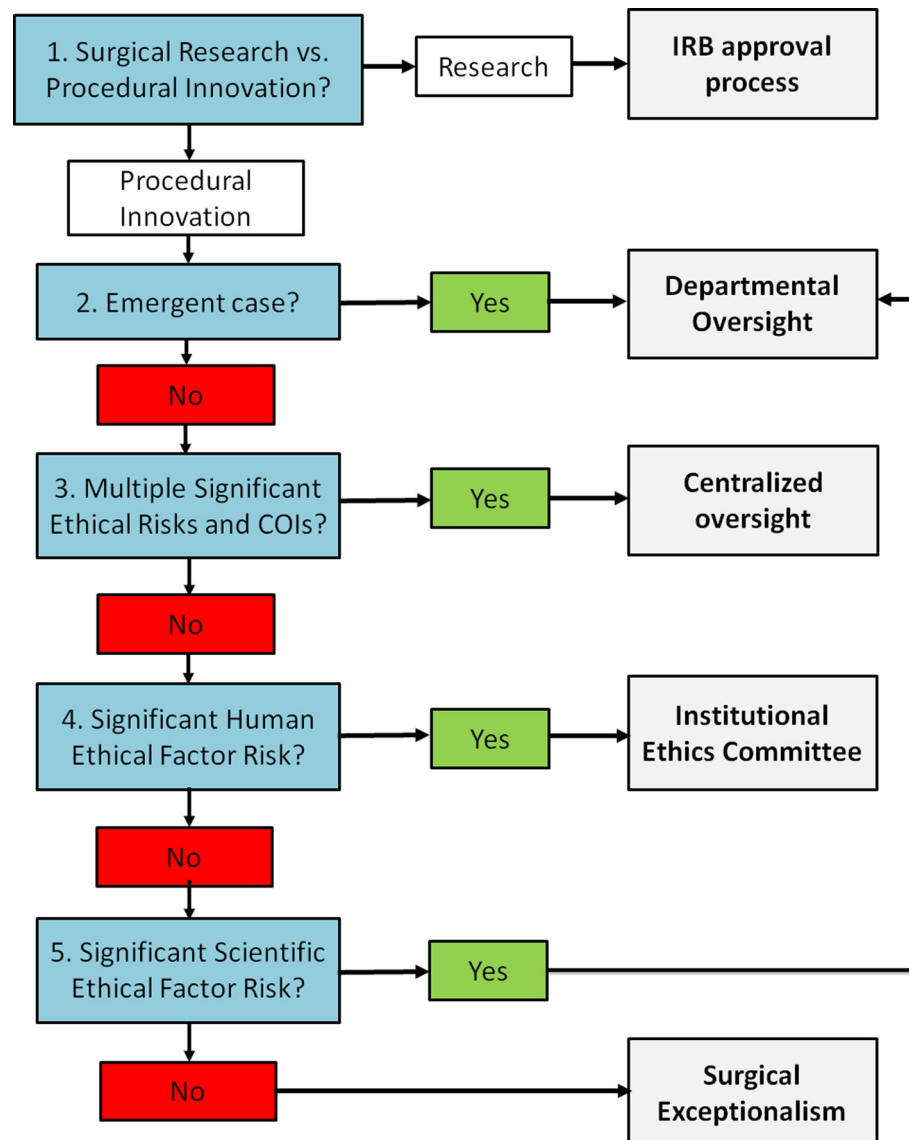 1. Surgical Research vs.
Procedural Innovation?
Research
IRB approval
process
Procedural
Innovation
2. Emergent case?
Yes
Departmental
Oversight
No
3. Multiple Significant
Ethical Risks and COIs?
Yes
Centralized
oversight
No
4. Significant Human
Ethical Factor Risk?
Yes
Institutional
Ethics Committee
No
5. Significant Scientific
Ethical Factor Risk?
Yes
No
Surgical
Exceptionalism